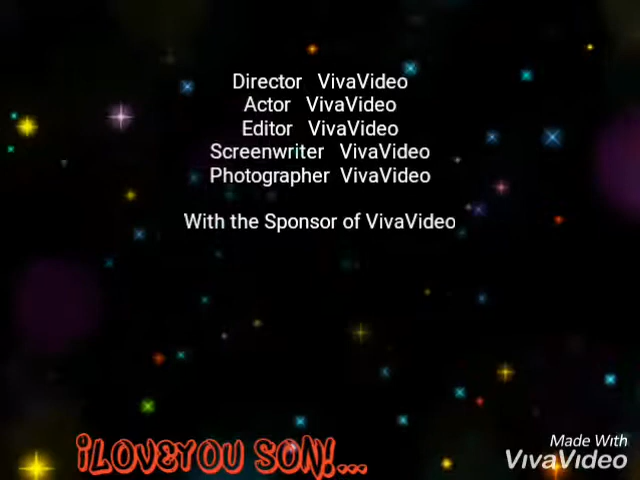 Director VivaVideo
Actor VivaVideo
Editor VivaVideo
Screenwriter VivaVideo
Photographer VivaVideo
With the Sponsor of VivaVideo
iLOVEYOU SON!...
Made With
VIVAVIDEO